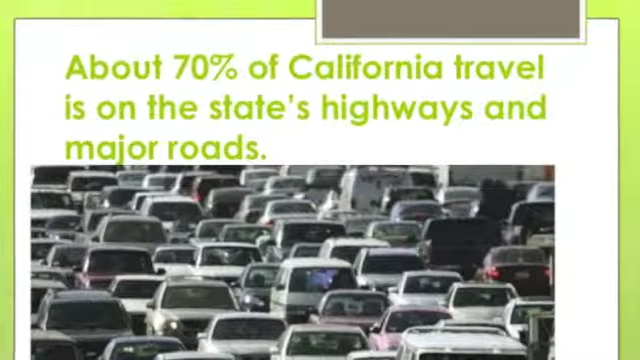 About 70% of California travel
is on the state's highways and
major roads.